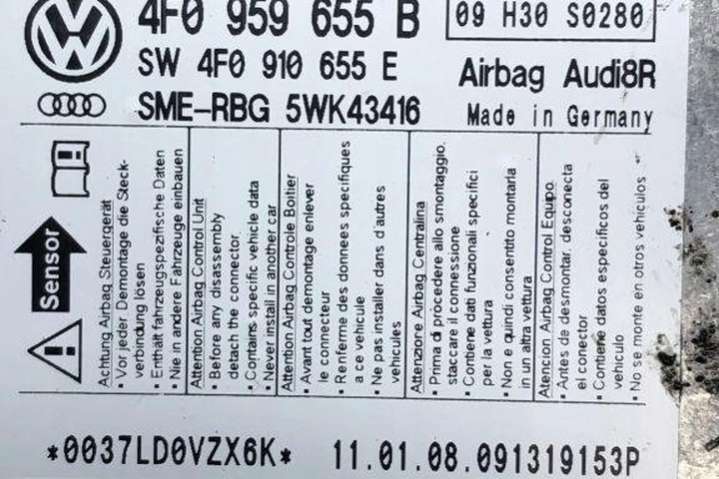 4F0 959 655 B
09 H30 S0280
SW 4F0 910 655 E
Airbag Audi8R
SME-RBG 5WK43416
Made in Germany
Sensor
Achtung Airbag Steuergerät
• Vor jeder Demontage die Steck-
verbindung lösen
• Enthält fahrzeugspezifische Daten
• Nie in andere Fahrzeuge einbauen
Attention Airbag Control Unit
• Before any disassembly
detach the connector
• Contains specific vehicle data
• Never install in another car
Attention Airbag Controle Boitier
• Avant tout demontage enlever
le connecteur
• Renferme des donnees specifiques
a ce vehicule
• Ne pas installer dans d'autres
vehicules
Attenzione Airbag Centralina
• Prima di procedere allo smontaggio,
staccare il connessione
• Contiene dati funzionali specifici
per la vettura
• Non e quindi consentito montarla
in un altra vettura
Atencion Airbag Control Equipo
• Antes de desmontar, desconecta
el conector
• Contiene datos especificos del
vehiculo
• No se monte en otros vehiculos
*0037LD0VZX6K*
11.01.08.091319153P